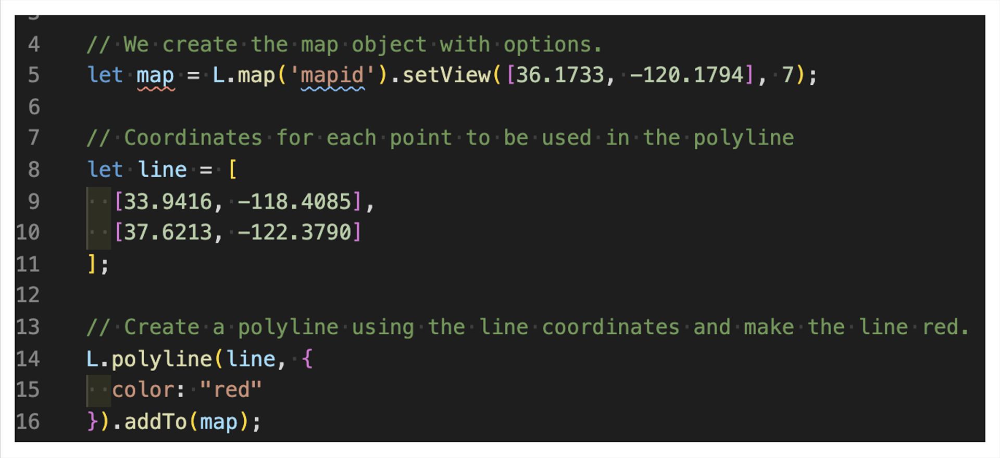 4 // We create the map object with options.
5 let map = L.map('mapid').setView([36.1733, -120.1794], 7);
6
7 // Coordinates for each point to be used in the polyline
8 let line = [
9 [33.9416, -118.4085],
10 [37.6213, -122.3790]
11 ];
12
13 // Create a polyline using the line coordinates and make the line red.
14 L.polyline(line, {
15 color: "red"
16 }).addTo(map);